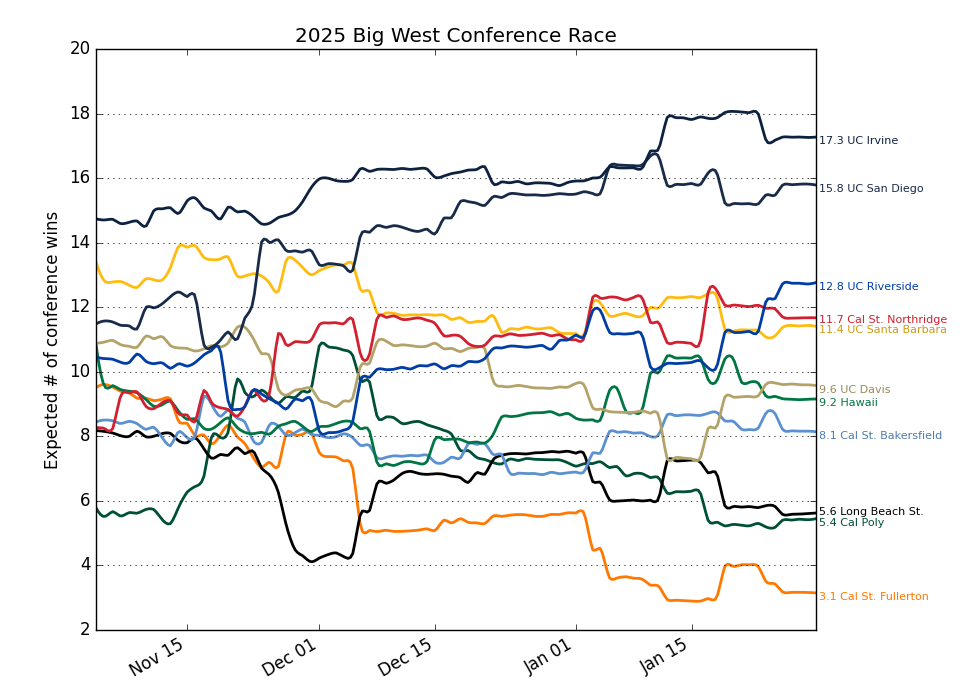 2025 Big West Conference Race
Expected # of conference wins
20
18
16
14
12
10
8
6
4
2
17.3 UC Irvine
15.8 UC San Diego
12.8 UC Riverside
11.7 Cal St. Northridge
11.4 UC Santa Barbara
9.6 UC Davis
9.2 Hawaii
8.1 Cal St. Bakersfield
5.6 Long Beach St.
5.4 Cal Poly
3.1 Cal St. Fullerton
Nov 15
Dec 01
Dec 15
Jan 01
Jan 15